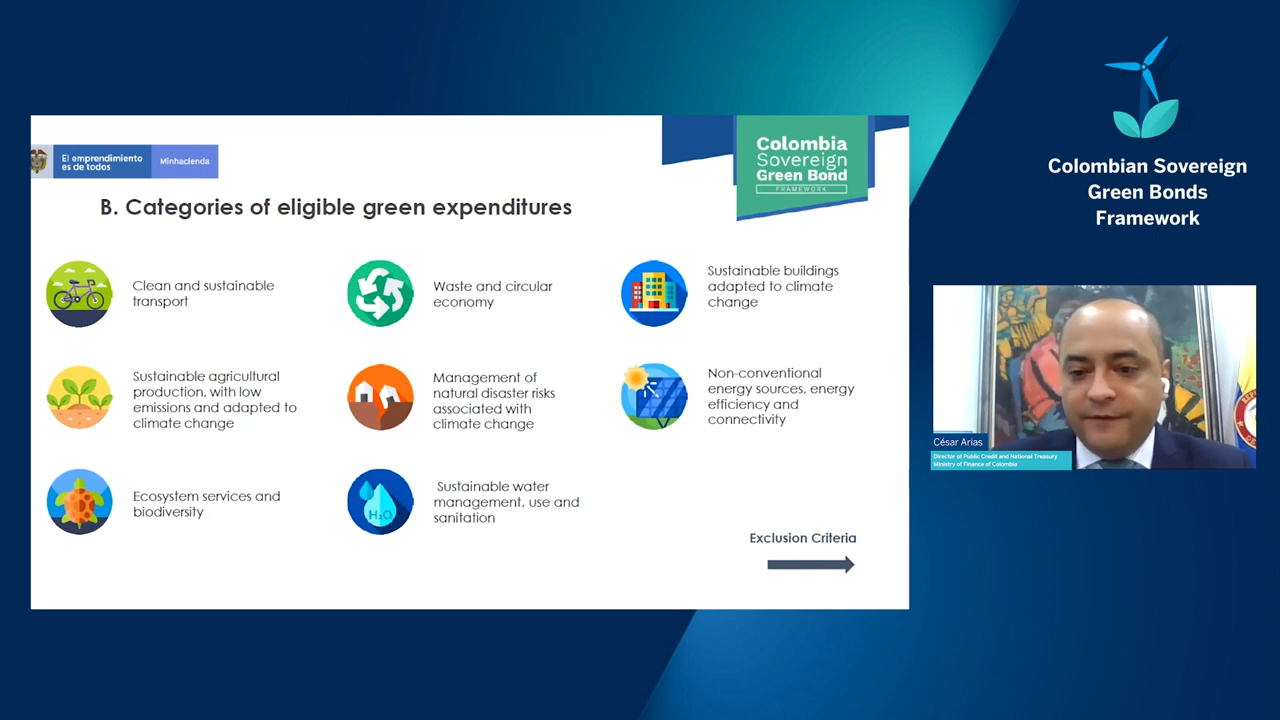 El emprendimiento
es de todos
Minhacienda
Colombia
Sovereign
Green Bond
FRAMEWORK
B. Categories of eligible green expenditures
Clean and sustainable
transport
Waste and circular
economy
Sustainable buildings
adapted to climate
change
Sustainable agricultural
production, with low
emissions and adapted to
climate change
Management of
natural disaster risks
associated with
climate change
Non-conventional
energy sources, energy
efficiency and
connectivity
Ecosystem services and
biodiversity
H₂O
Sustainable water
management, use and
sanitation
Exclusion Criteria
Colombian Sovereign
Green Bonds
Framework
César Arias
Director of Public Credit and National Treasury
Ministry of Finance of Colombia